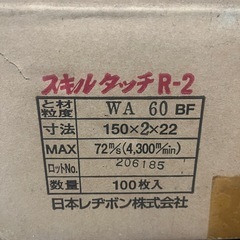 スキルタッチR-2
と材
粒度 WA 60 BF
寸法 150×2×22
MAX 72m/s(4,300m/min)
ロットNo. 206185
数量 100枚入
日本レヂボン株式会社